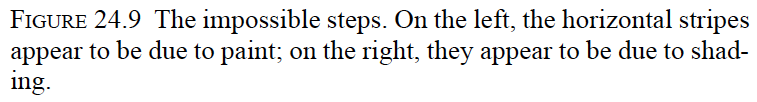 FIGURE 24.9 The impossible steps. On the left, the horizontal stripes
appear to be due to paint; on the right, they appear to be due to shad-
ing.